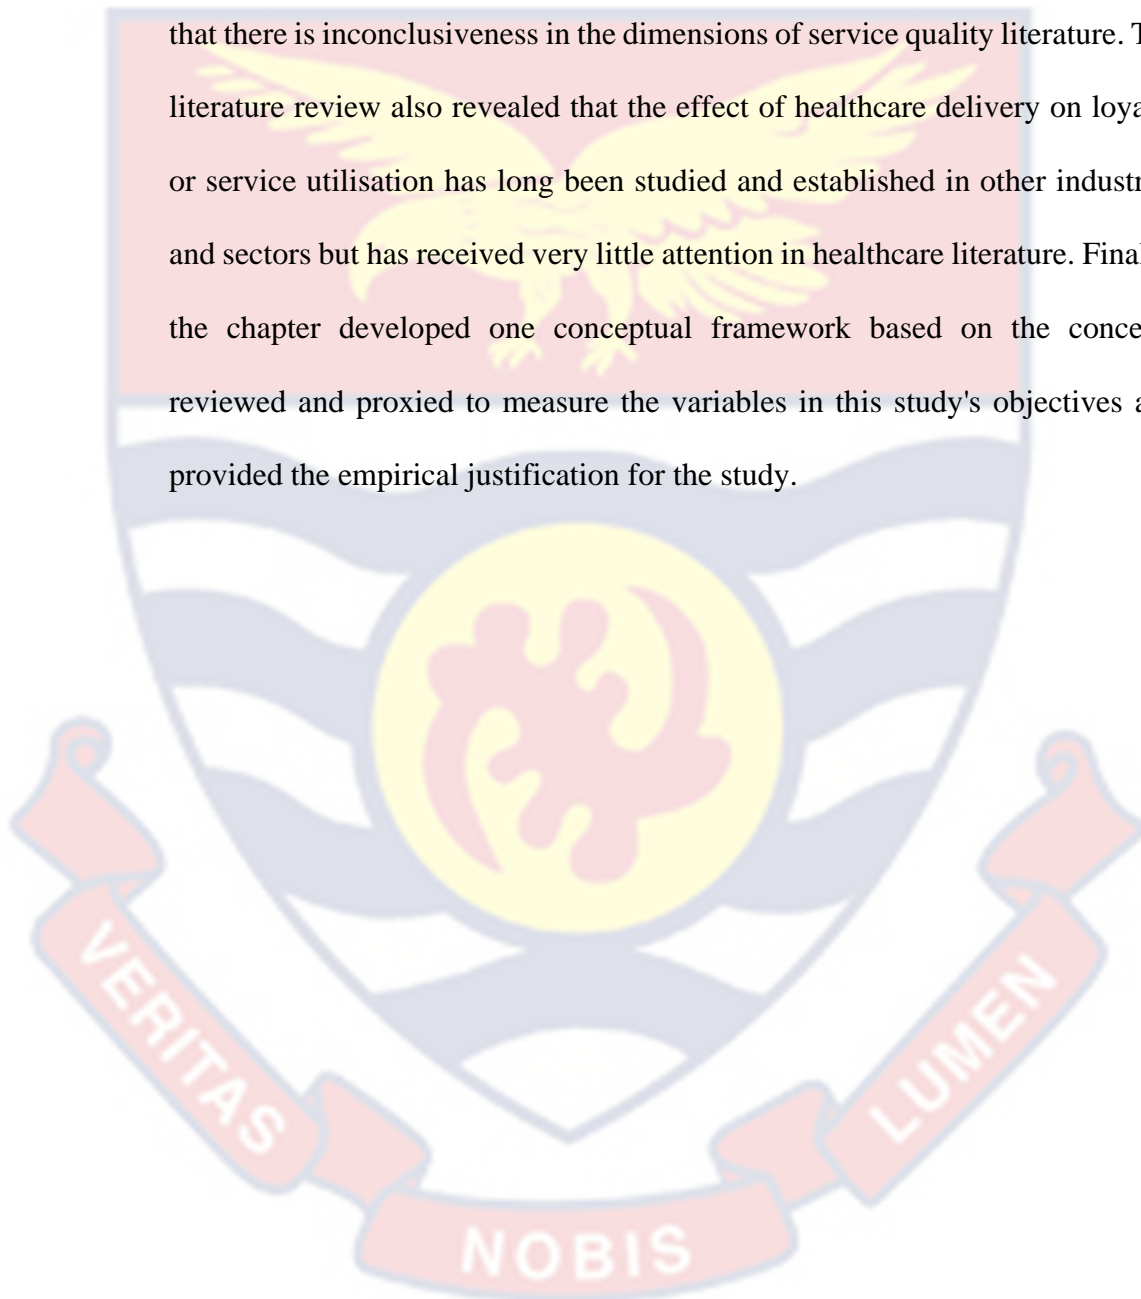 that there is inconclusiveness in the dimensions of service quality literature. T
literature review also revealed that the effect of healthcare delivery on loya
or service utilisation has long been studied and established in other industr
and sectors but has received very little attention in healthcare literature. Final
the chapter developed one conceptual framework based on the conce
reviewed and proxied to measure the variables in this study's objectives a
provided the empirical justification for the study.
VERITAS
NOBIS
LUMEN